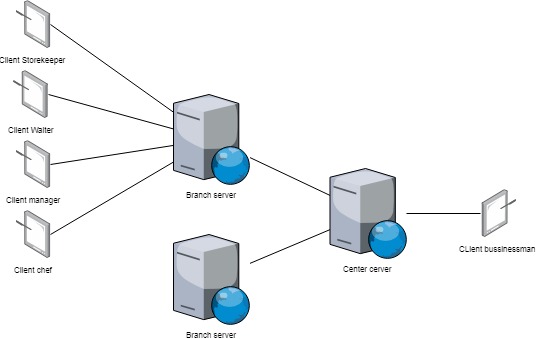 Client Storekeeper
Client Waiter
Client manager
Client chef
Branch server
Branch server
Center cerver
CLient bussinessman